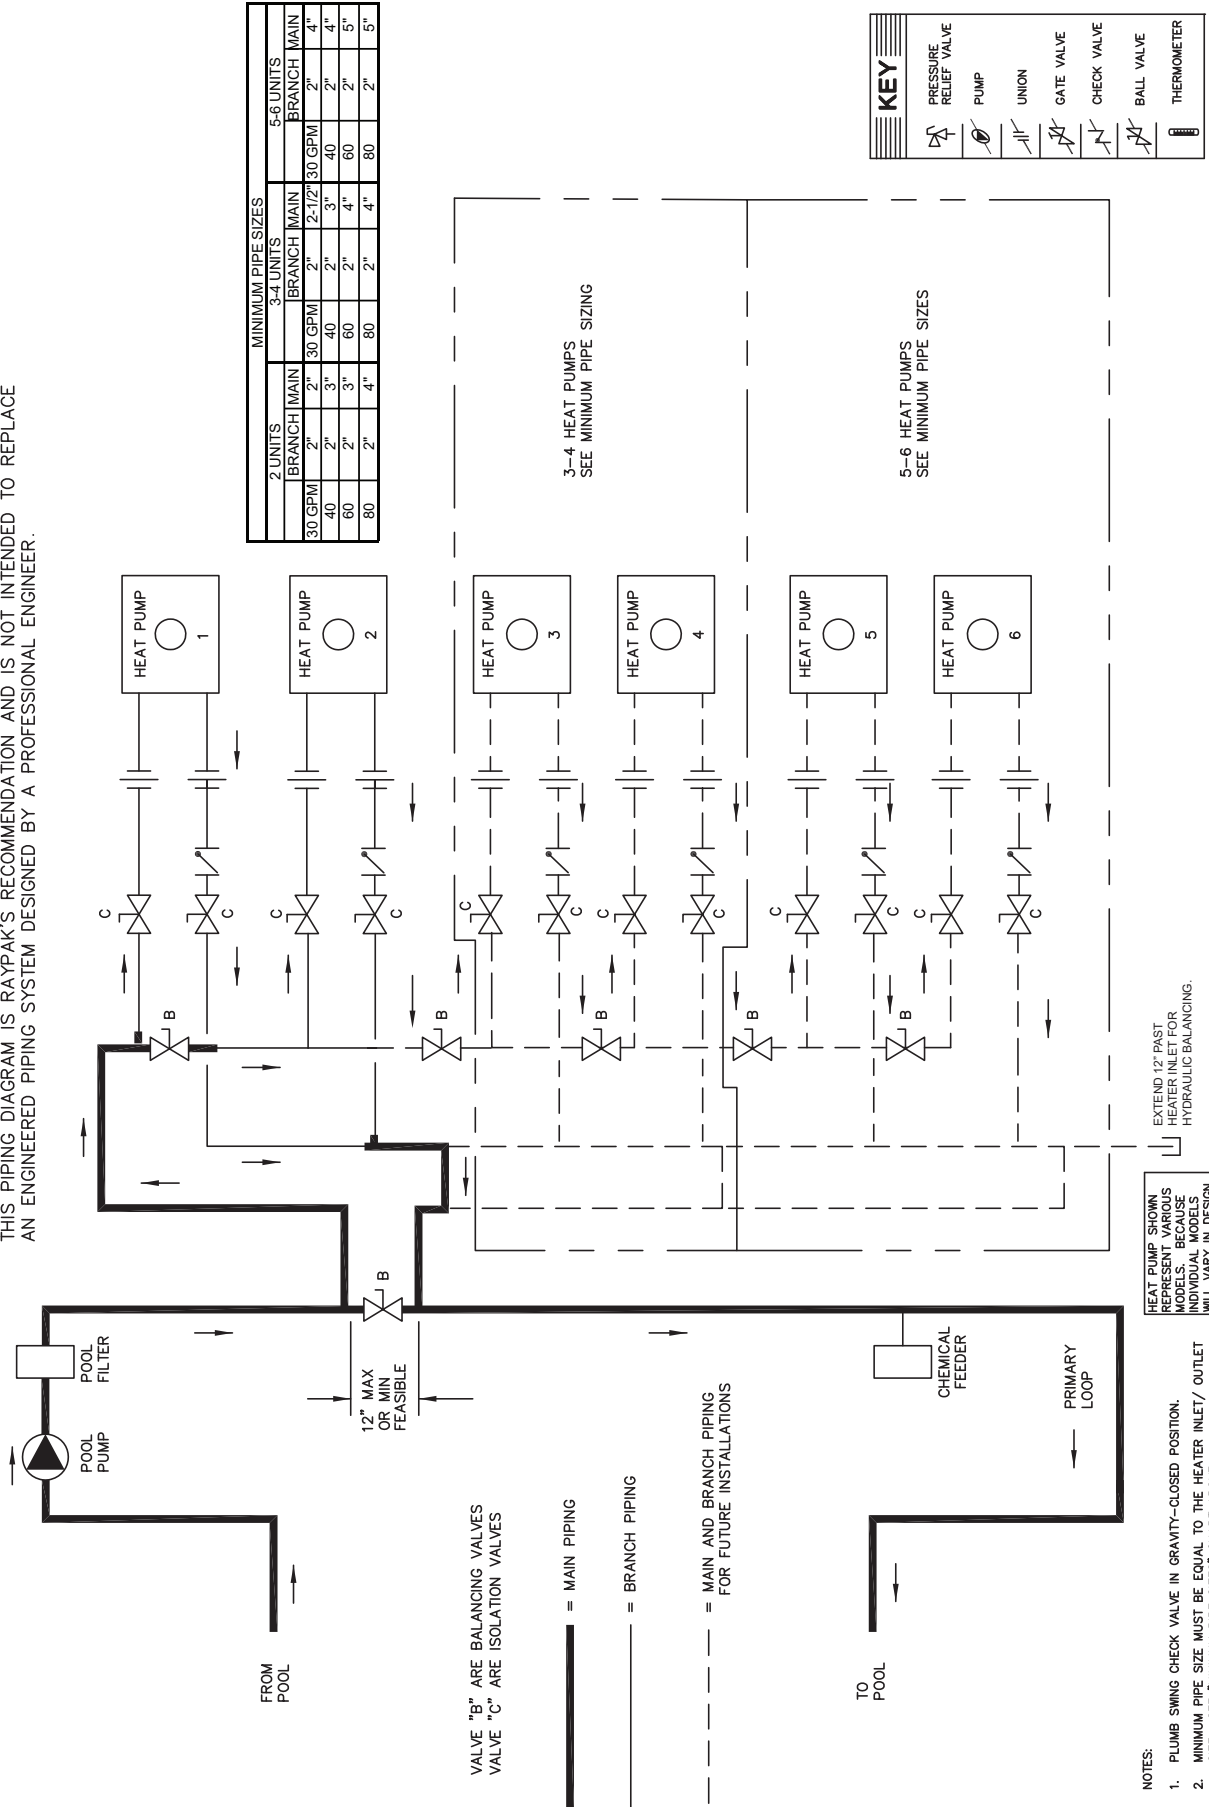 THIS PIPING DIAGRAM IS RAYPAK'S RECOMMENDATION AND IS NOT INTENDED TO REPLACE
AN ENGINEERED PIPING SYSTEM DESIGNED BY A PROFESSIONAL ENGINEER.
MINIMUM PIPE SIZES
2 UNITS 3-4 UNITS 5-6 UNITS
BRANCH MAIN BRANCH MAIN BRANCH MAIN
30 GPM 2" 2" 30 GPM 2" 2-1/2" 30 GPM 2" 4"
40 2" 3" 40 2" 3" 40 2" 4"
60 2" 3" 60 2" 4" 60 2" 5"
80 2" 4" 80 2" 4" 80 2" 5"
KEY
PRESSURE
RELIEF VALVE
PUMP
UNION
GATE VALVE
CHECK VALVE
BALL VALVE
THERMOMETER
POOL
FILTER
POOL
PUMP
FROM
POOL
12" MAX
OR MIN
FEASIBLE
B
B
C
C
HEAT PUMP
1
C
C
HEAT PUMP
2
B
C
C
HEAT PUMP
3
B
C
C
HEAT PUMP
4
B
C
C
HEAT PUMP
5
B
C
C
HEAT PUMP
6
3-4 HEAT PUMPS
SEE MINIMUM PIPE SIZING
5-6 HEAT PUMPS
SEE MINIMUM PIPE SIZES
VALVE "B" ARE BALANCING VALVES
VALVE "C" ARE ISOLATION VALVES
= MAIN PIPING
= BRANCH PIPING
= MAIN AND BRANCH PIPING
FOR FUTURE INSTALLATIONS
CHEMICAL
FEEDER
PRIMARY
LOOP
TO
POOL
EXTEND 12" PAST
HEATER INLET FOR
HYDRAULIC BALANCING.
HEAT PUMP SHOWN
REPRESENT VARIOUS
MODELS. BECAUSE
INDIVIDUAL MODELS
WILL VARY IN DESIGN
NOTES:
1. PLUMB SWING CHECK VALVE IN GRAVITY-CLOSED POSITION.
2. MINIMUM PIPE SIZE MUST BE EQUAL TO THE HEATER INLET/ OUTLET